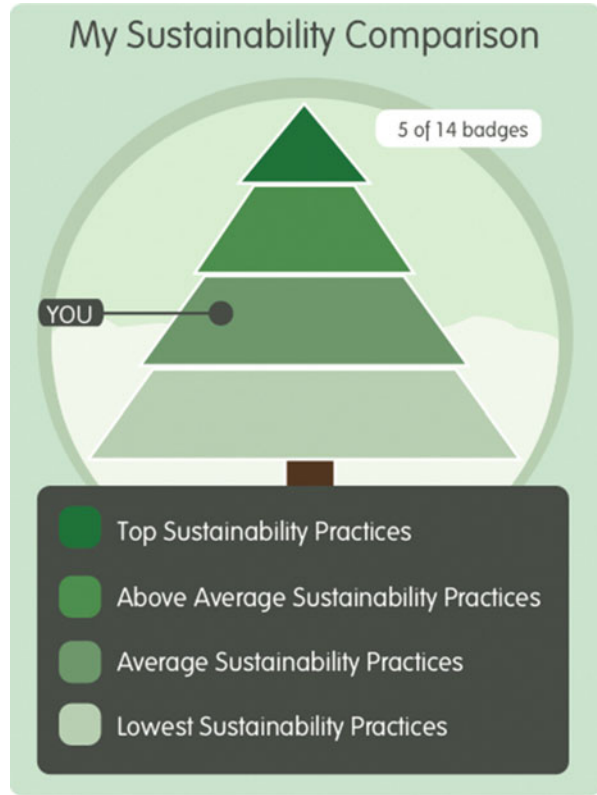 My Sustainability Comparison
5 of 14 badges
YOU
Top Sustainability Practices
Above Average Sustainability Practices
Average Sustainability Practices
Lowest Sustainability Practices